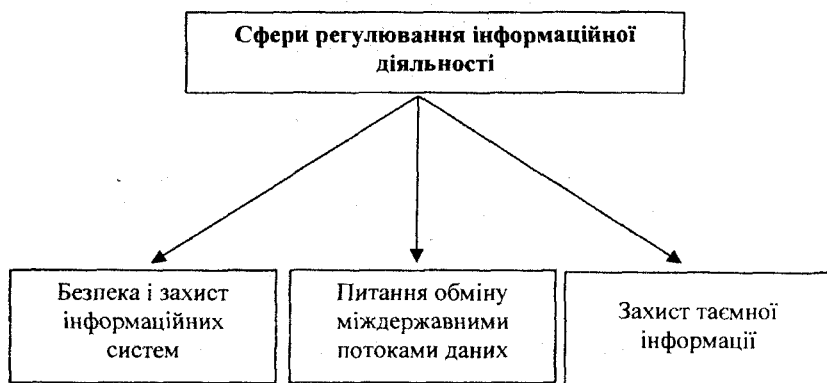 Сфери регулювання інформаційної
діяльності
Безпека і захист
інформаційних
систем
Питання обміну
міждержавними
потоками даних
Захист таємної
інформації